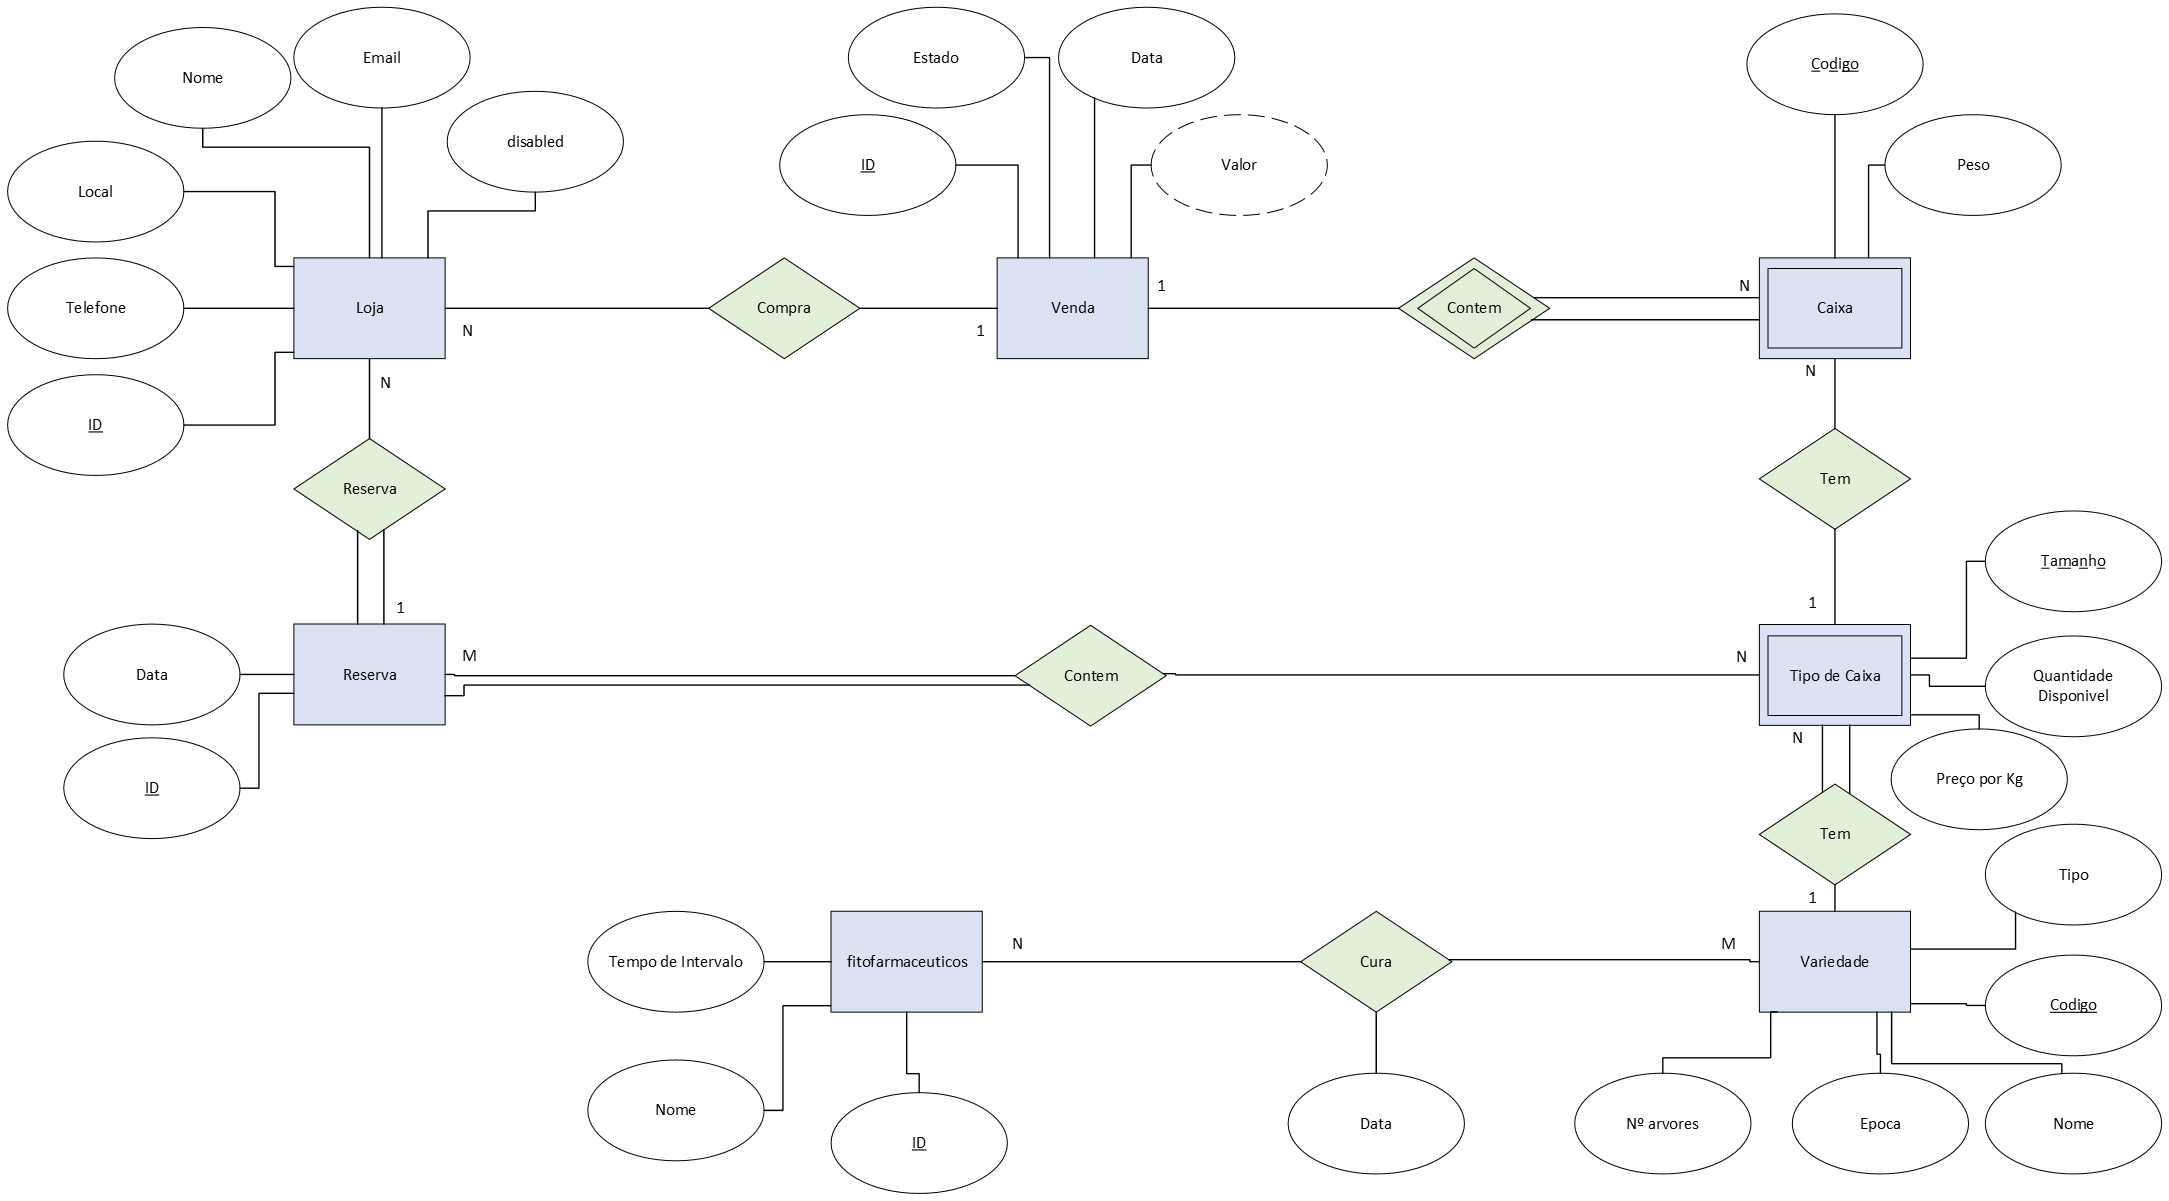 Nome
Email
Estado
Data
Codigo
disabled
Local
ID
Valor
Peso
Telefone
Loja
N
Compra
1
Venda
1
Contem
N
Caixa
ID
N
N
Reserva
Tem
1
1
Tamanho
Data
Reserva
M
Contem
N
Tipo de Caixa
Quantidade
Disponivel
ID
N
Preço por Kg
Tem
1
Tipo
Tempo de Intervalo
fitofarmaceuticos
N
Cura
M
Variedade
Codigo
Nome
ID
Data
Nº arvores
Epoca
Nome